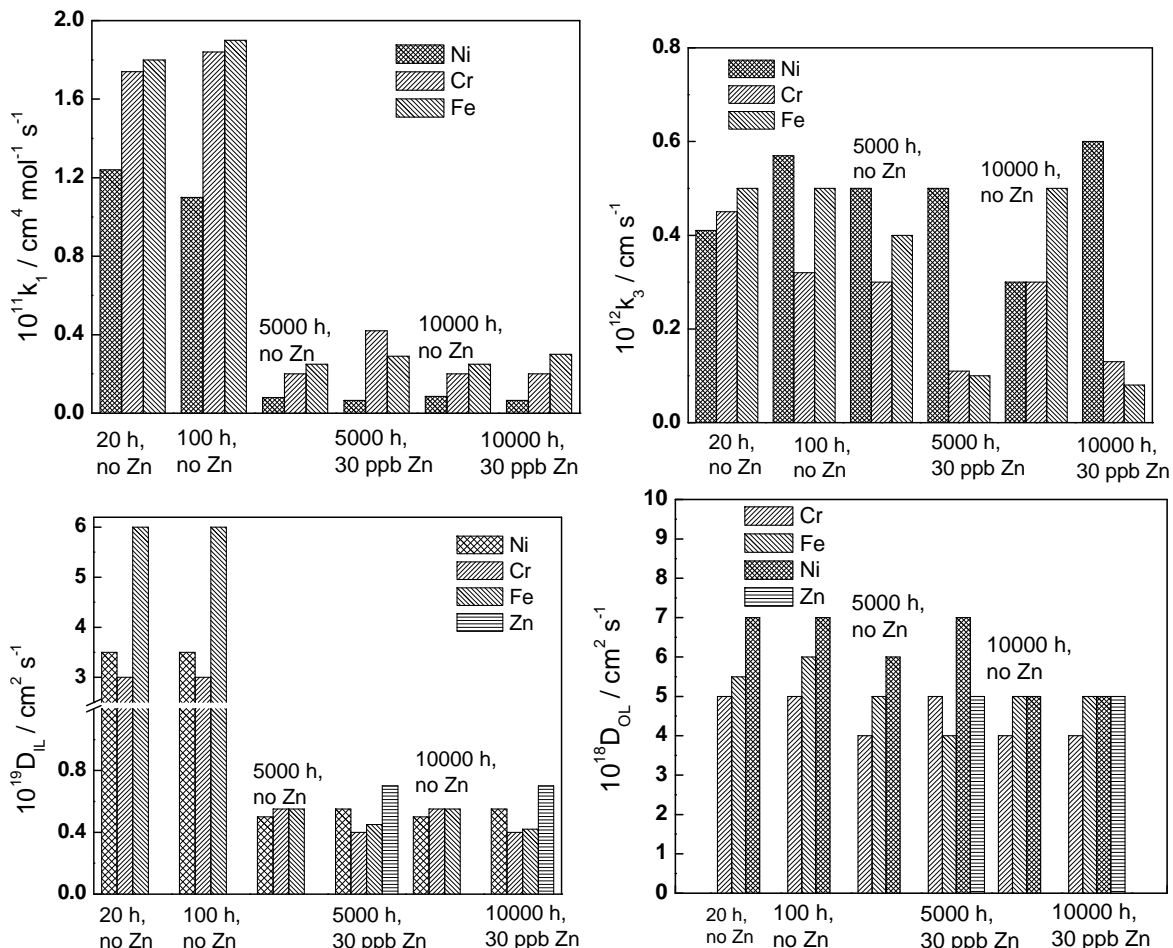 2.0
1.6
1.2
0.8
0.4
0.0
10¹¹k₁ / cm⁴ mol⁻¹ s⁻¹
Ni
Cr
Fe
5000 h,
no Zn
10000 h,
no Zn
20 h,
no Zn
100 h,
no Zn
5000 h,
30 ppb Zn
10000 h,
30 ppb Zn
0.8
0.6
0.4
0.2
0.0
10¹²k₃ / cm s⁻¹
Ni
Cr
Fe
5000 h,
no Zn
10000 h,
no Zn
20 h,
no Zn
100 h,
no Zn
5000 h,
30 ppb Zn
10000 h,
30 ppb Zn
6
5
4
3
0.8
0.4
0.0
10¹⁹D_IL / cm² s⁻¹
Ni
Cr
Fe
Zn
5000 h,
no Zn
10000 h,
no Zn
20 h,
no Zn
100 h,
no Zn
5000 h,
30 ppb Zn
10000 h,
30 ppb Zn
10
9
8
7
6
5
4
3
2
1
0
10¹⁸D_OL / cm² s⁻¹
Cr
Fe
Ni
Zn
5000 h,
no Zn
10000 h,
no Zn
20 h,
no Zn
100 h,
no Zn
5000 h,
30 ppb Zn
10000 h,
30 ppb Zn